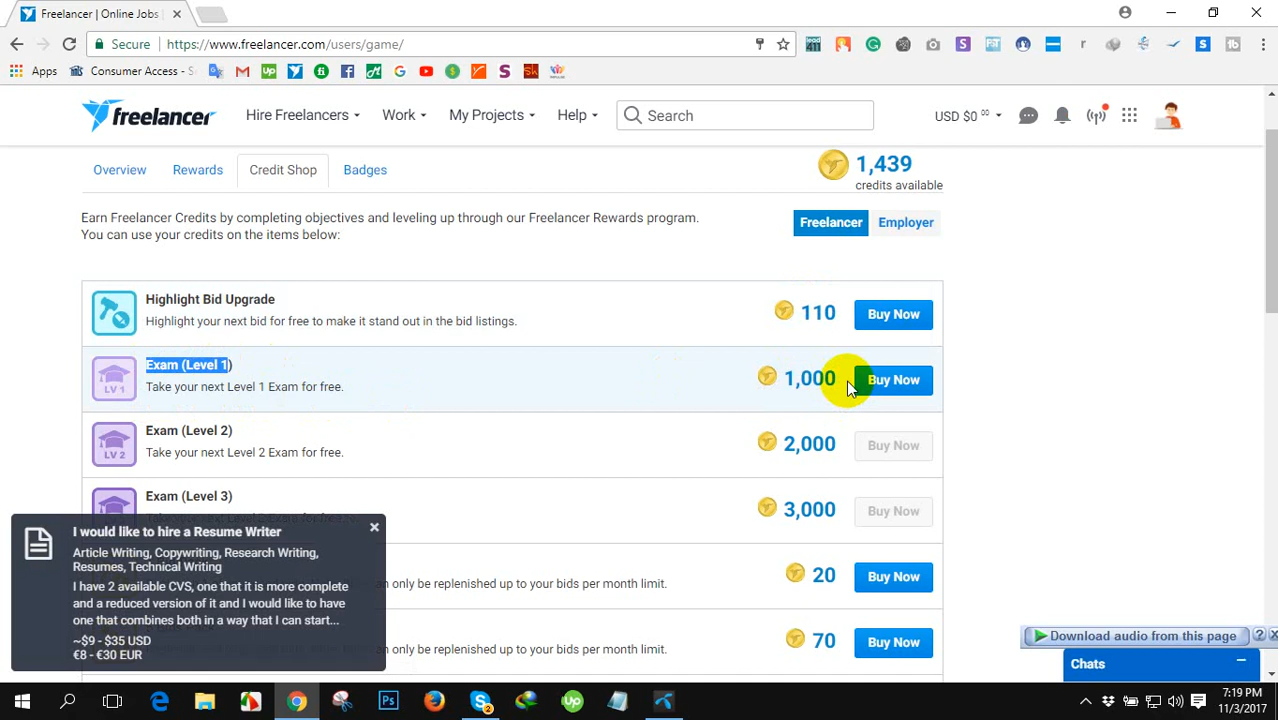 Freelancer | Online Jobs
Secure
https://www.freelancer.com/users/game/
Apps
Consumer Access - S
freelancer
Hire Freelancers
Work
My Projects
Help
Search
USD $0 00
Overview
Rewards
Credit Shop
Badges
1,439
credits available
Earn Freelancer Credits by completing objectives and leveling up through our Freelancer Rewards program.
You can use your credits on the items below:
Freelancer
Employer
Highlight Bid Upgrade
Highlight your next bid for free to make it stand out in the bid listings.
110
Buy Now
LV 1
Exam (Level 1)
Take your next Level 1 Exam for free.
1,000
Buy Now
LV 2
Exam (Level 2)
Take your next Level 2 Exam for free.
2,000
Buy Now
Exam (Level 3)
3,000
Buy Now
an only be replenished up to your bids per month limit.
20
Buy Now
an only be replenished up to your bids per month limit.
70
Buy Now
I would like to hire a Resume Writer
Article Writing, Copywriting, Research Writing,
Resumes, Technical Writing
I have 2 available CVS, one that it is more complete
and a reduced version of it and I would like to have
one that combines both in a way that I can start...
~$9 - $35 USD
€8 - €30 EUR
Download audio from this page
Chats
7:19 PM
11/3/2017